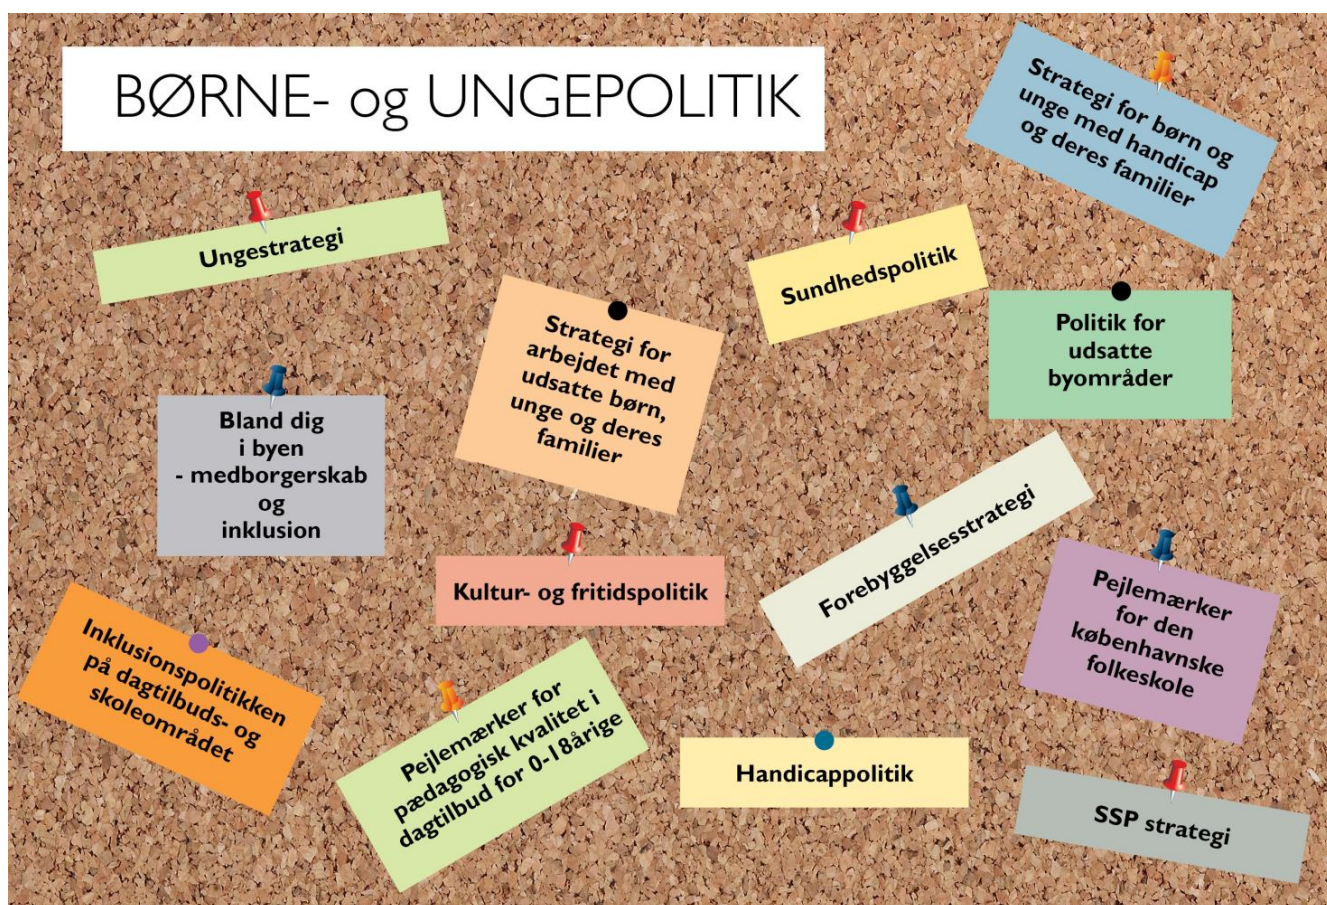 BØRNE- og UNGEPOLITIK
Strategi for børn og
unge med handicap
og deres familier
Ungestrategi
Sundhedspolitik
Politik for
udsatte
byområder
Strategi for
arbejdet med
udsatte børn,
unge og deres
familier
Bland dig
i byen
- medborgerskab
og
inklusion
Forebyggelsesstrategi
Kultur- og fritidspolitik
Pejlemærker
for den
københavnske
folkeskole
Inklusionspolitikken
på dagtilbuds- og
skoleområdet
Pejlemærker for
pædagogisk kvalitet i
dagtilbud for 0-18årige
Handicappolitik
SSP strategi